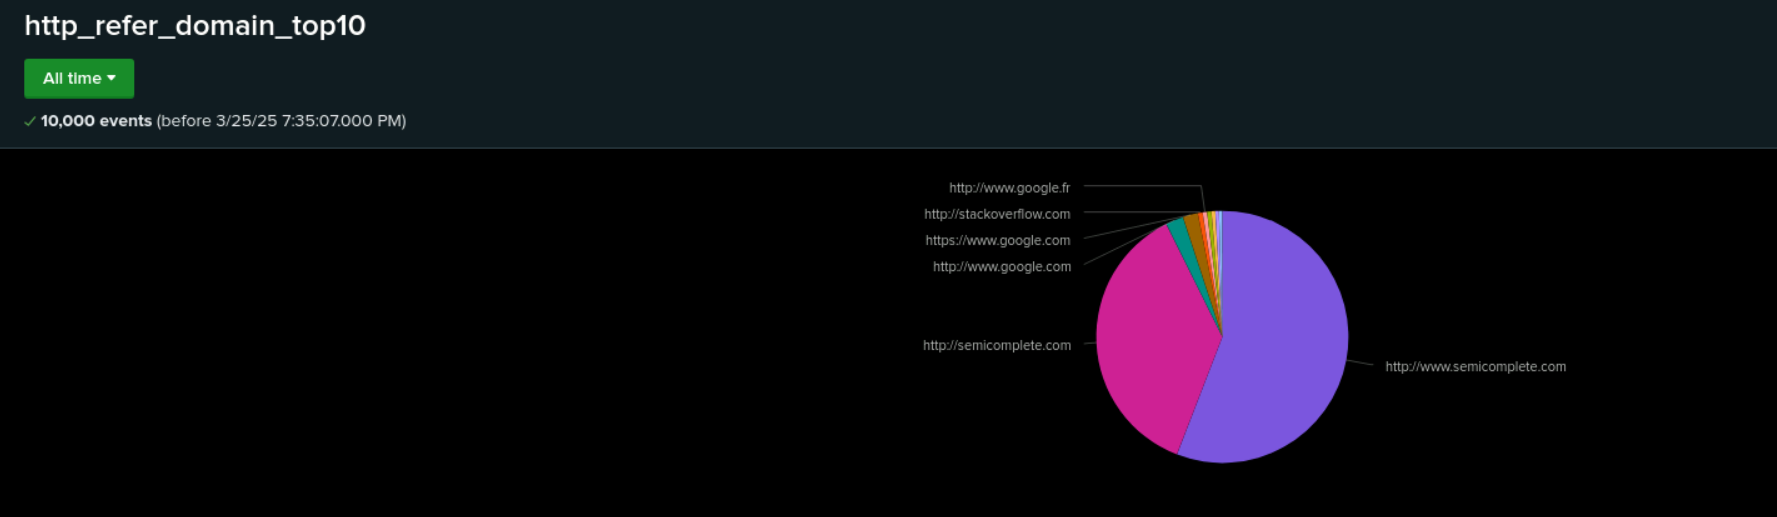 http_refer_domain_top10
All time
10,000 events (before 3/25/25 7:35:07.000 PM)
http://www.google.fr
http://stackoverflow.com
https://www.google.com
http://www.google.com
http://semicomplete.com
http://www.semicomplete.com